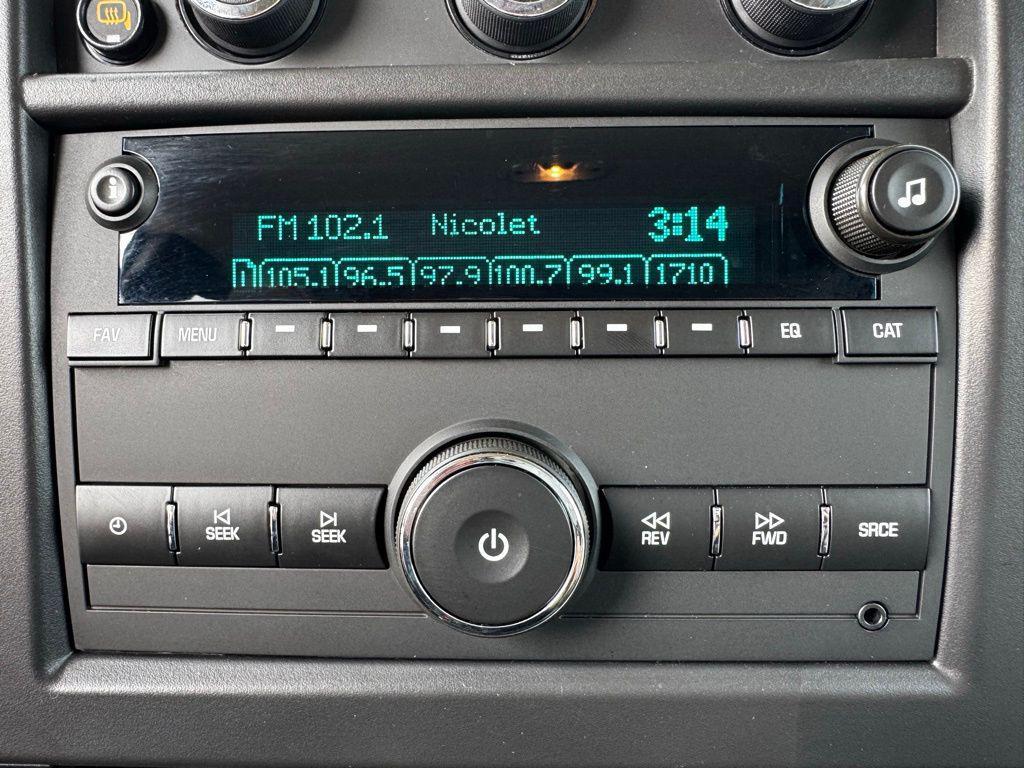 FM 102.1 Nicolet 3:14
105.1 96.5 97.9 100.7 99.1 1710
FAV MENU EQ CAT
SEEK SEEK REV FWD SRCE